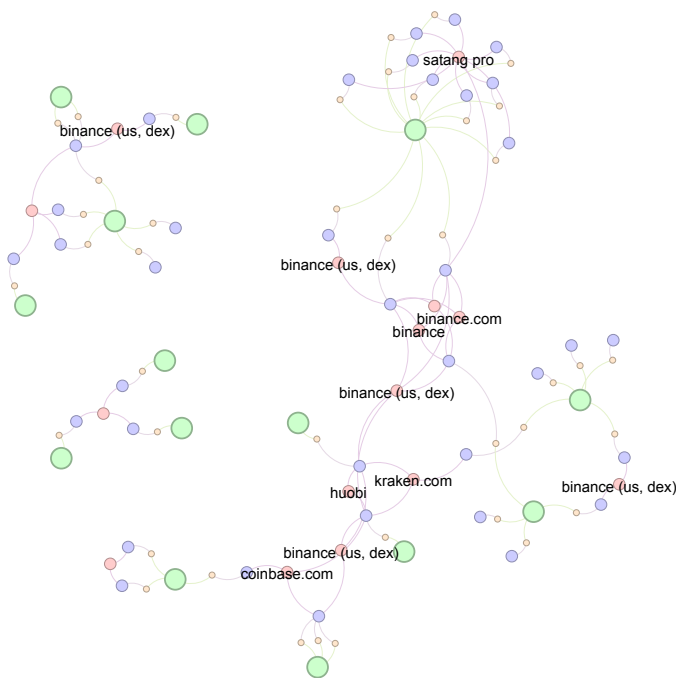 satang pro
binance (us, dex)
binance (us, dex)
binance.com
binance
binance (us, dex)
kraken.com
binance (us, dex)
huobi
binance (us, dex)
coinbase.com